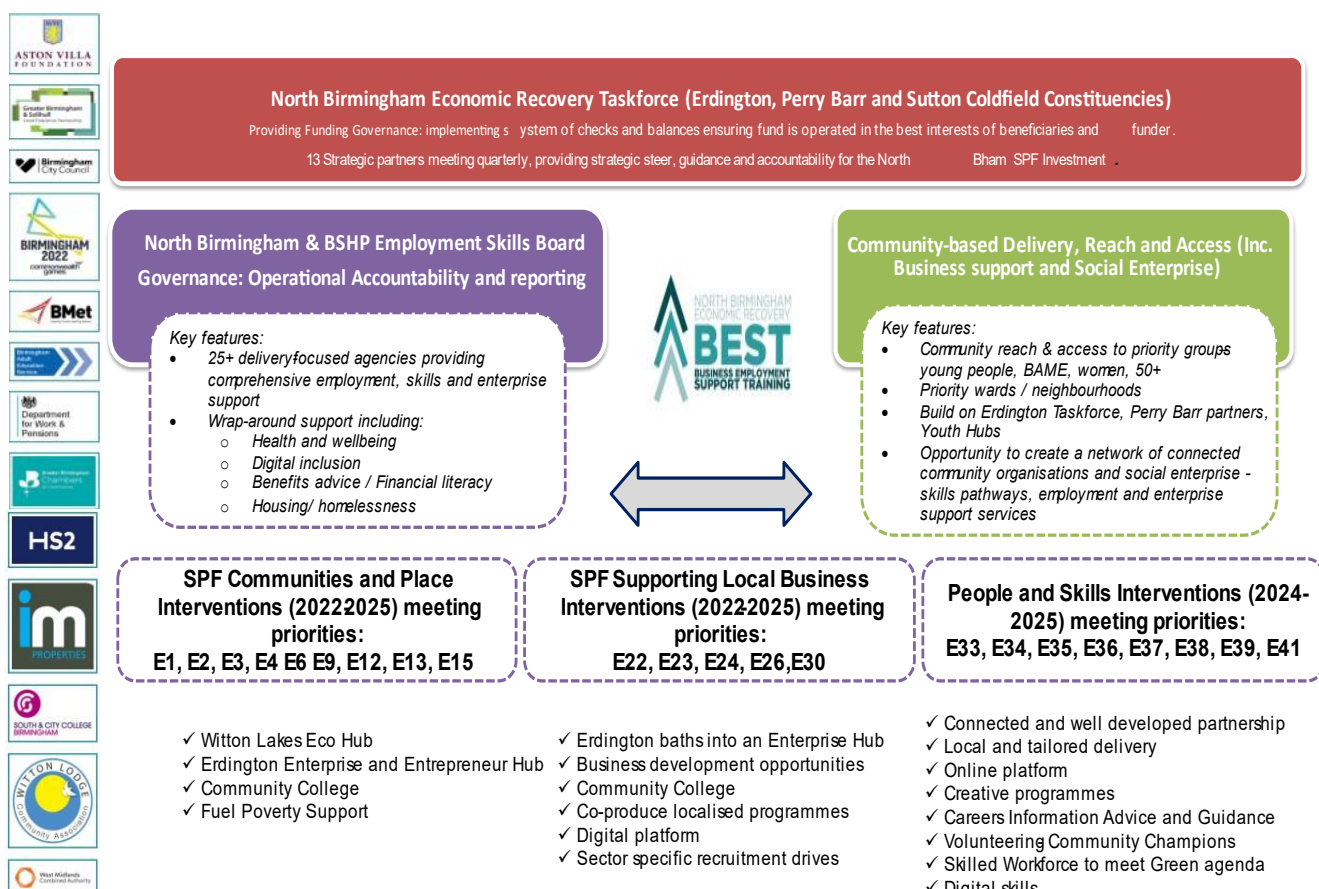 ASTON VILLA
FOUNDATION
Greater Birmingham
& Solihull
Birmingham
City Council
BIRMINGHAM
2022
commonwealth
games
BMet
Birmingham
Adult
Education
Service
Department
for Work &
Pensions
Greater Birmingham
Chambers
HS2
im
PROPERTIES
SOUTH & CITY COLLEGE
BIRMINGHAM
WITTON LODGE
Community Association
West Midlands
Combined Authority
North Birmingham Economic Recovery Taskforce (Erdington, Perry Barr and Sutton Coldfield Constituencies)
Providing Funding Governance: implementing s ystem of checks and balances ensuring fund is operated in the best interests of beneficiaries and funder.
13 Strategic partners meeting quarterly, providing strategic steer, guidance and accountability for the North Bham SPF Investment .
North Birmingham & BSHP Employment Skills Board
Governance: Operational Accountability and reporting
Key features:
• 25+ deliveryfocused agencies providing
comprehensive employment, skills and enterprise
support
• Wrap-around support including:
o Health and wellbeing
o Digital inclusion
o Benefits advice / Financial literacy
o Housing/ homelessness
NORTH BIRMINGHAM
ECONOMIC RECOVERY
BEST
BUSINESS EMPLOYMENT
SUPPORT TRAINING
Community-based Delivery, Reach and Access (Inc.
Business support and Social Enterprise)
Key features:
• Community reach & access to priority groups-
young people, BAME, women, 50+
• Priority wards / neighbourhoods
• Build on Erdington Taskforce, Perry Barr partners,
Youth Hubs
• Opportunity to create a network of connected
community organisations and social enterprise -
skills pathways, employment and enterprise
support services
SPF Communities and Place
Interventions (2022-2025) meeting
priorities:
E1, E2, E3, E4 E6 E9, E12, E13, E15
SPF Supporting Local Business
Interventions (2022-2025) meeting
priorities:
E22, E23, E24, E26,E30
People and Skills Interventions (2024-
2025) meeting priorities:
E33, E34, E35, E36, E37, E38, E39, E41
✓ Witton Lakes Eco Hub
✓ Erdington Enterprise and Entrepreneur Hub
✓ Community College
✓ Fuel Poverty Support
✓ Erdington baths into an Enterprise Hub
✓ Business development opportunities
✓ Community College
✓ Co-produce localised programmes
✓ Digital platform
✓ Sector specific recruitment drives
✓ Connected and well developed partnership
✓ Local and tailored delivery
✓ Online platform
✓ Creative programmes
✓ Careers Information Advice and Guidance
✓ Volunteering Community Champions
✓ Skilled Workforce to meet Green agenda
✓ Digital skills